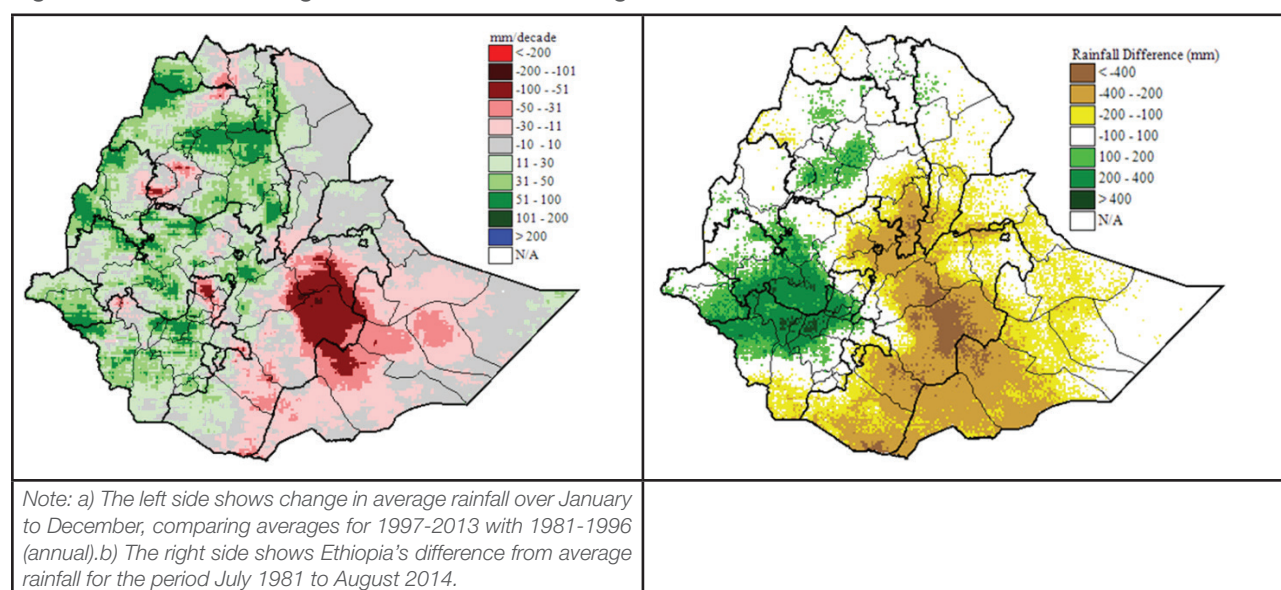 mm/decade
< -200
-200 - -101
-100 - -51
-50 - -31
-30 - -11
-10 - 10
11 - 30
31 - 50
51 - 100
101 - 200
> 200
N/A
Rainfall Difference (mm)
< -400
-400 - -200
-200 - -100
-100 - 100
100 - 200
200 - 400
> 400
N/A
Note: a) The left side shows change in average rainfall over January
to December, comparing averages for 1997-2013 with 1981-1996
(annual).b) The right side shows Ethiopia's difference from average
rainfall for the period July 1981 to August 2014.